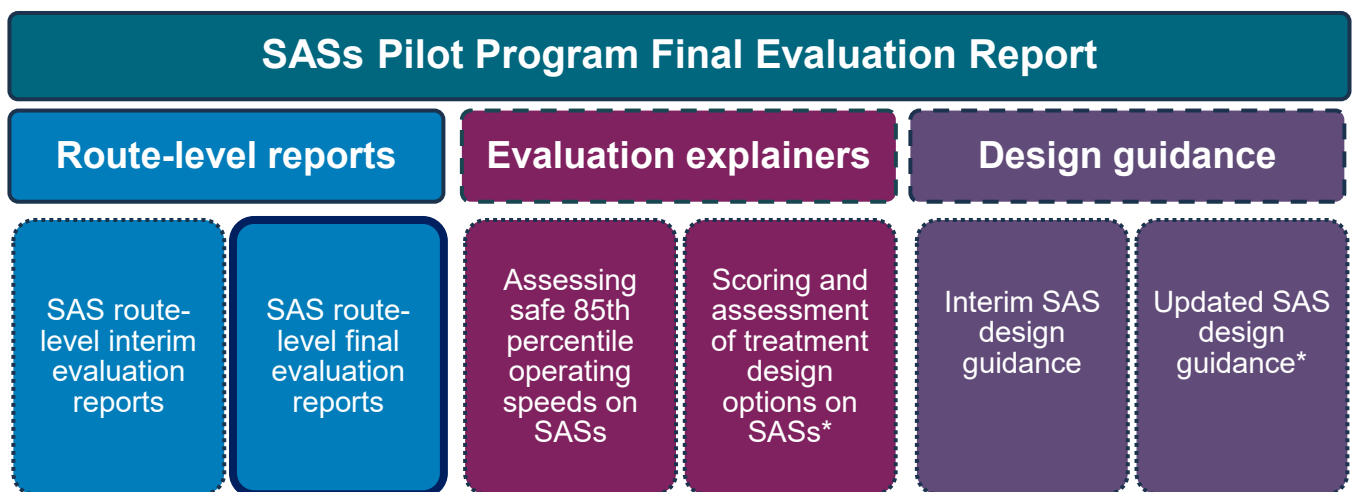 SASs Pilot Program Final Evaluation Report
Route-level reports
Evaluation explainers
Design guidance
SAS route-
level interim
evaluation
reports
SAS route-
level final
evaluation
reports
Assessing
safe 85th
percentile
operating
speeds on
SASs
Scoring and
assessment
of treatment
design
options on
SASs*
Interim SAS
design
guidance
Updated SAS
design
guidance*